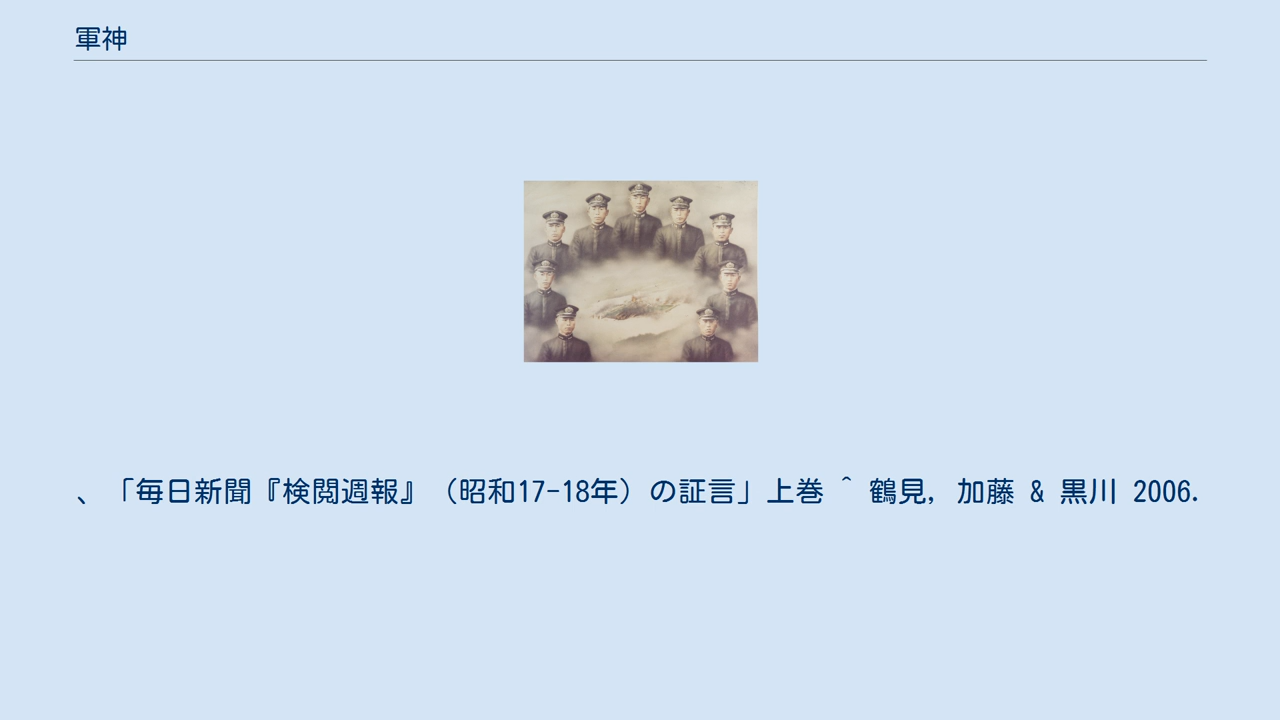 軍神
、「毎日新聞『検閲週報』（昭和17-18年）の証言」上巻 ^ 鶴見, 加藤 & 黒川 2006.